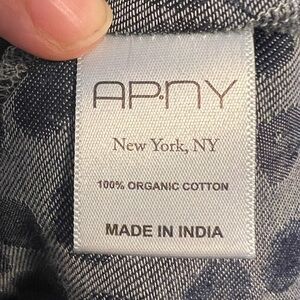 AP·NY
New York, NY
100% ORGANIC COTTON
MADE IN INDIA